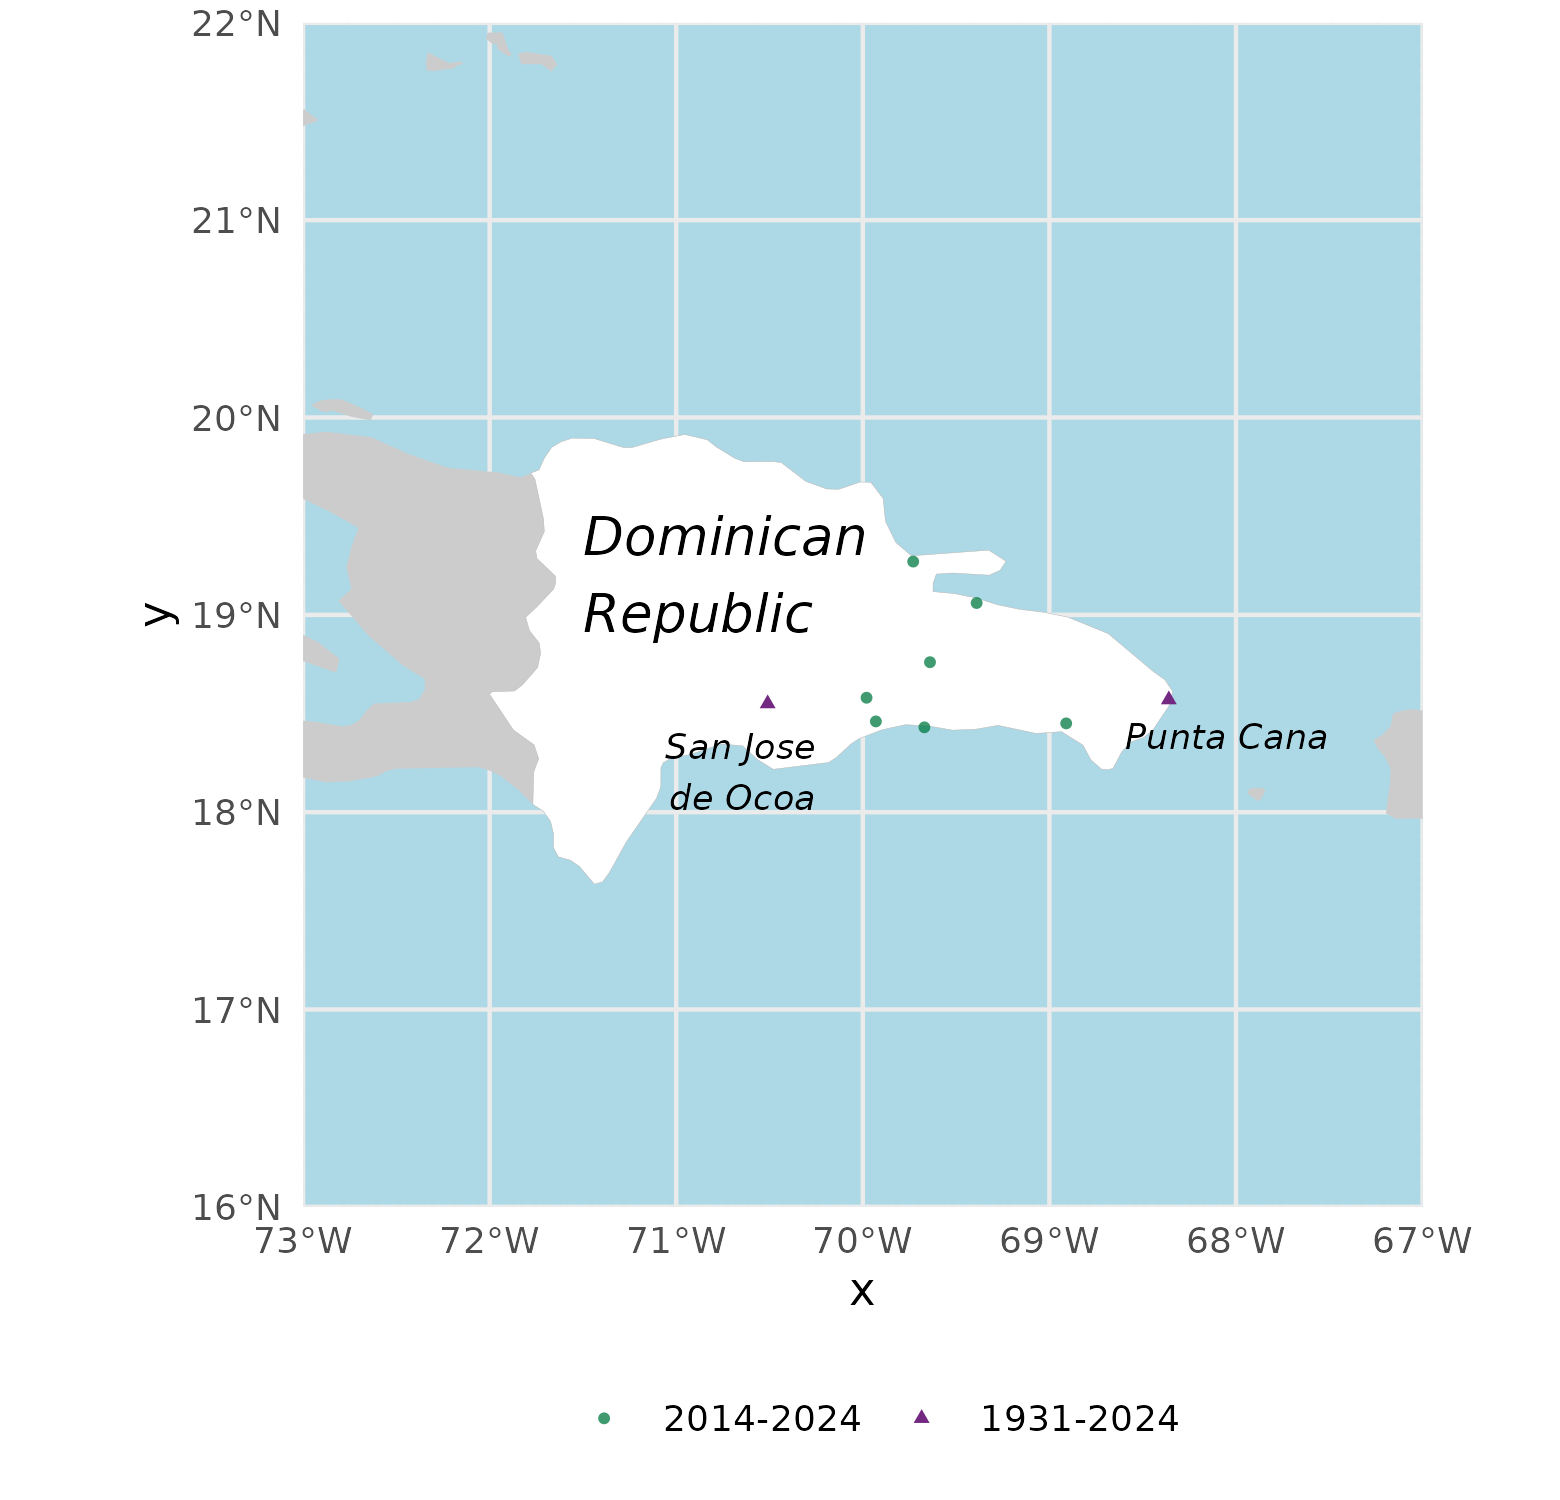 22°N
21°N
20°N
19°N
18°N
17°N
16°N
y
Dominican
Republic
San Jose
de Ocoa
Punta Cana
73°W 72°W 71°W 70°W 69°W 68°W 67°W
x
2014-2024 1931-2024